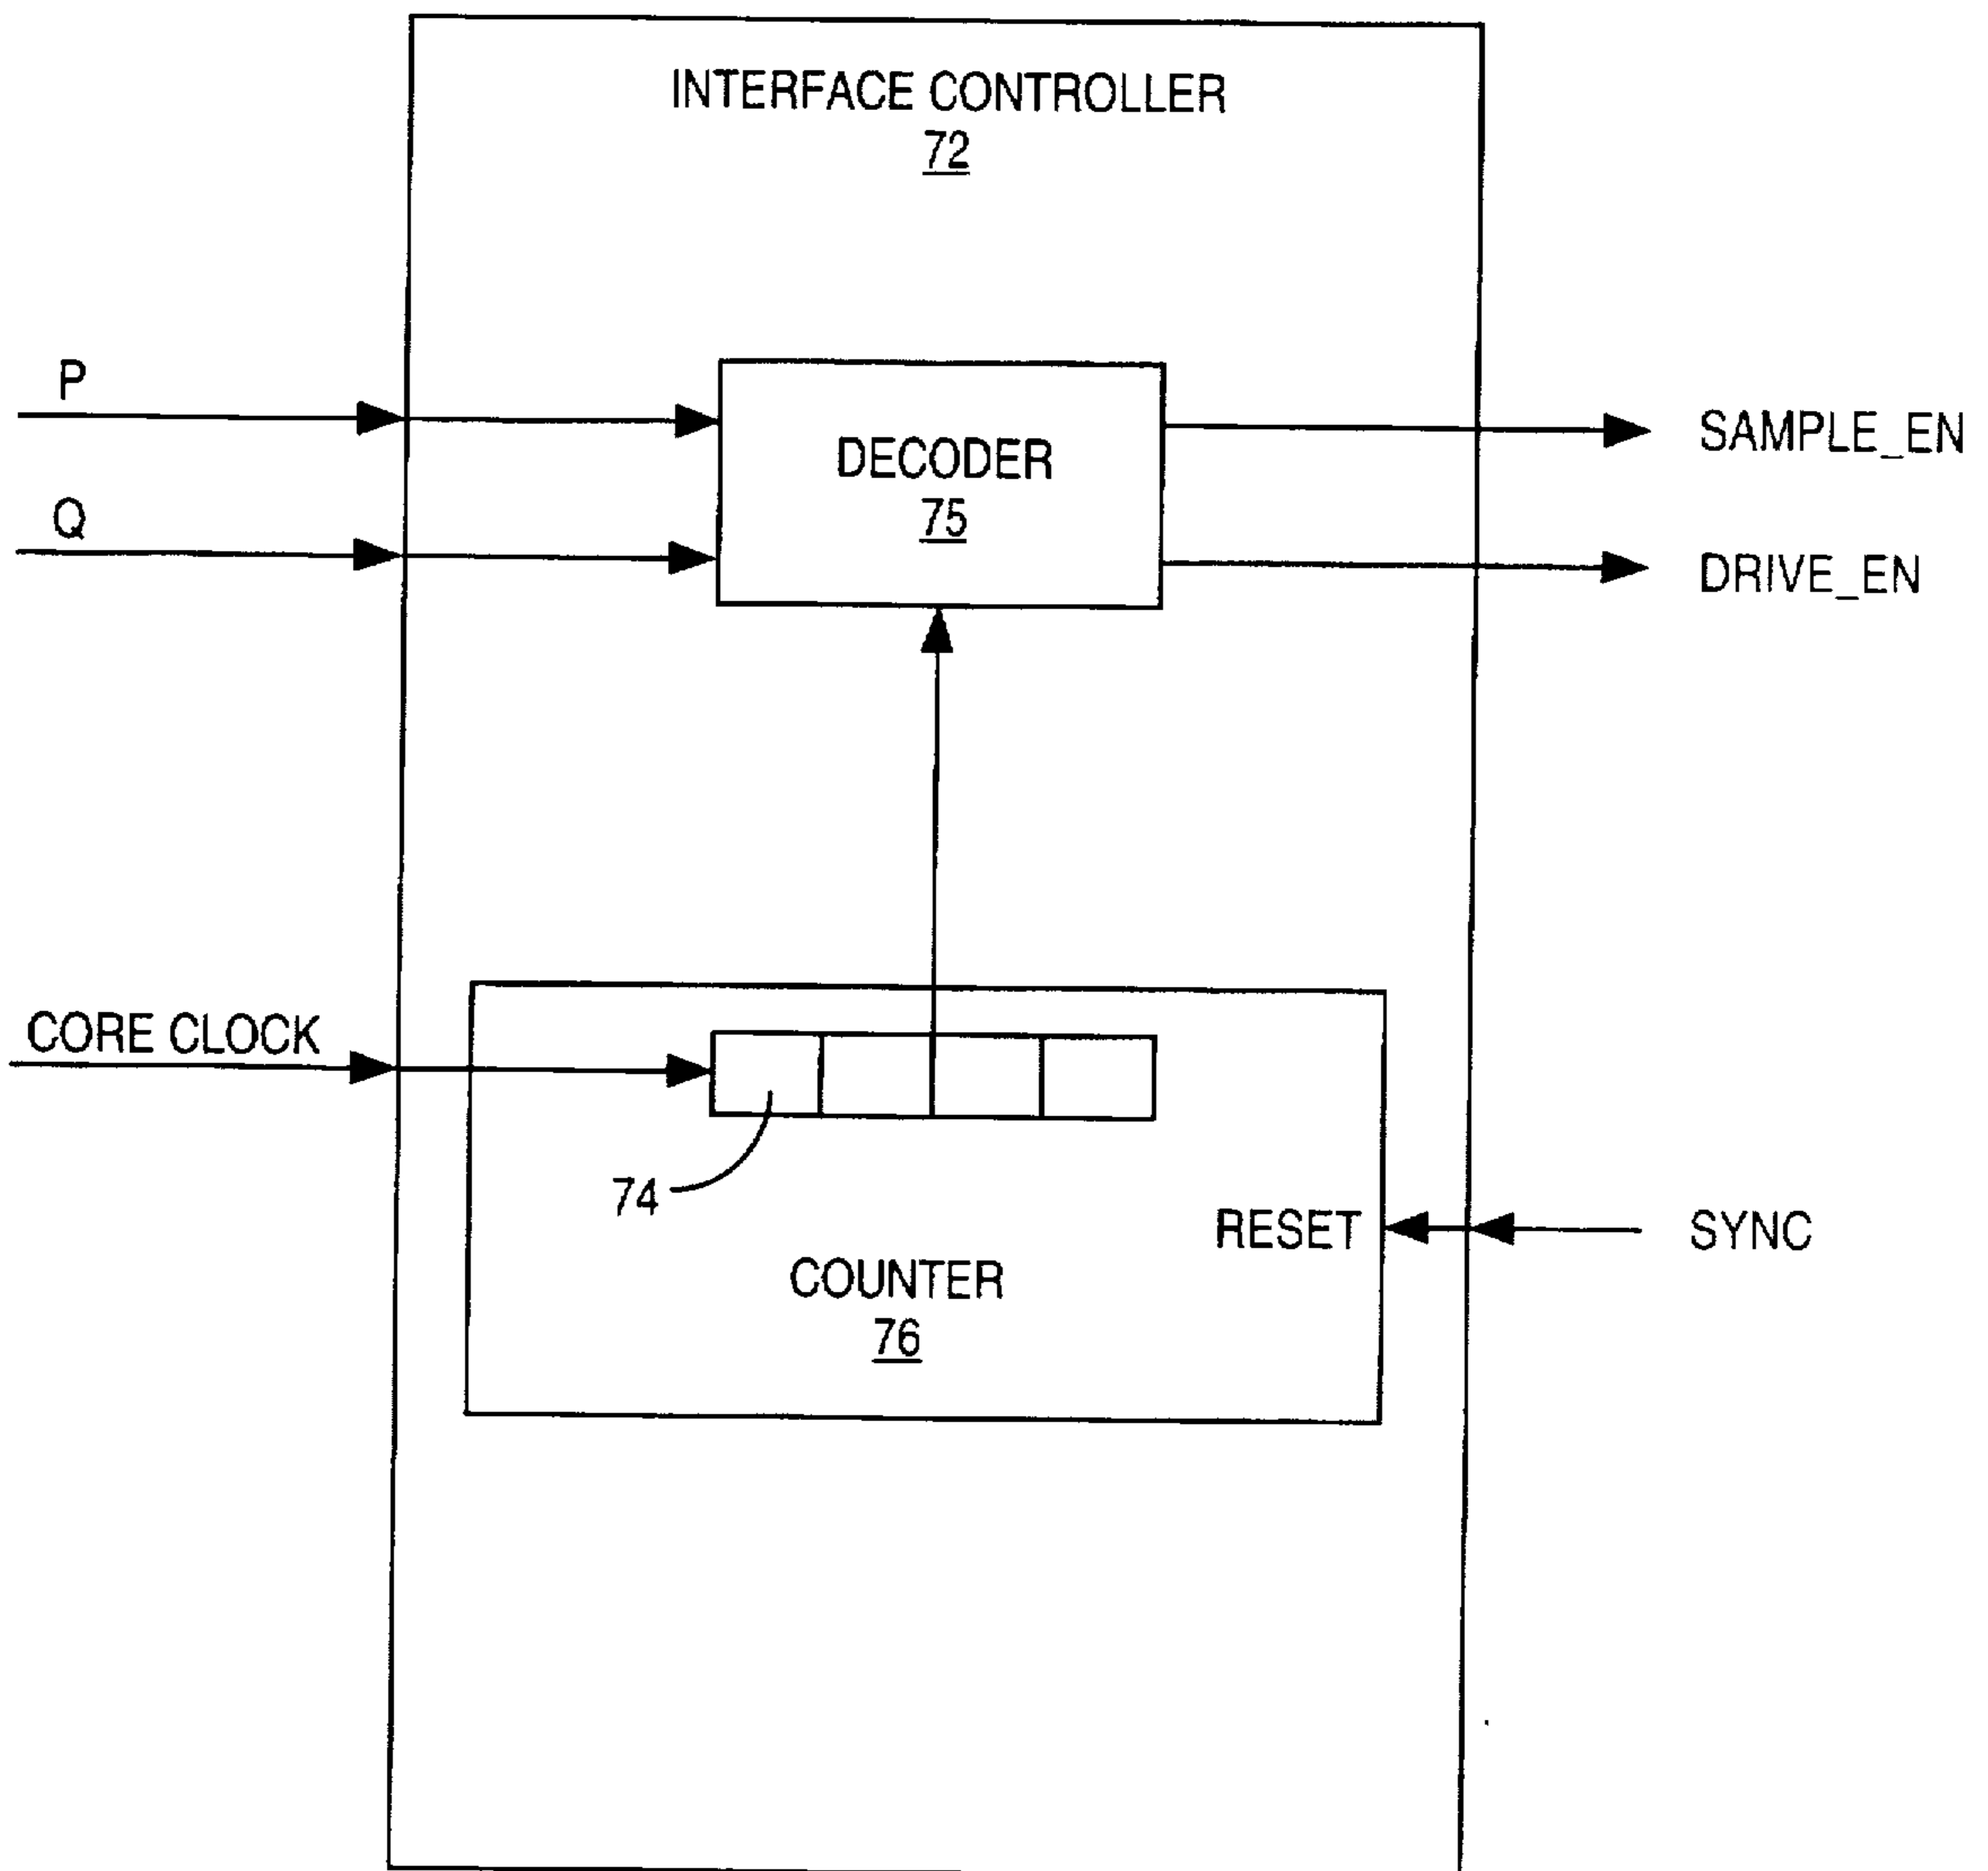 INTERFACE CONTROLLER
72
P
DECODER
75
SAMPLE_EN
Q
DRIVE_EN
CORE CLOCK
74
RESET
SYNC
COUNTER
76